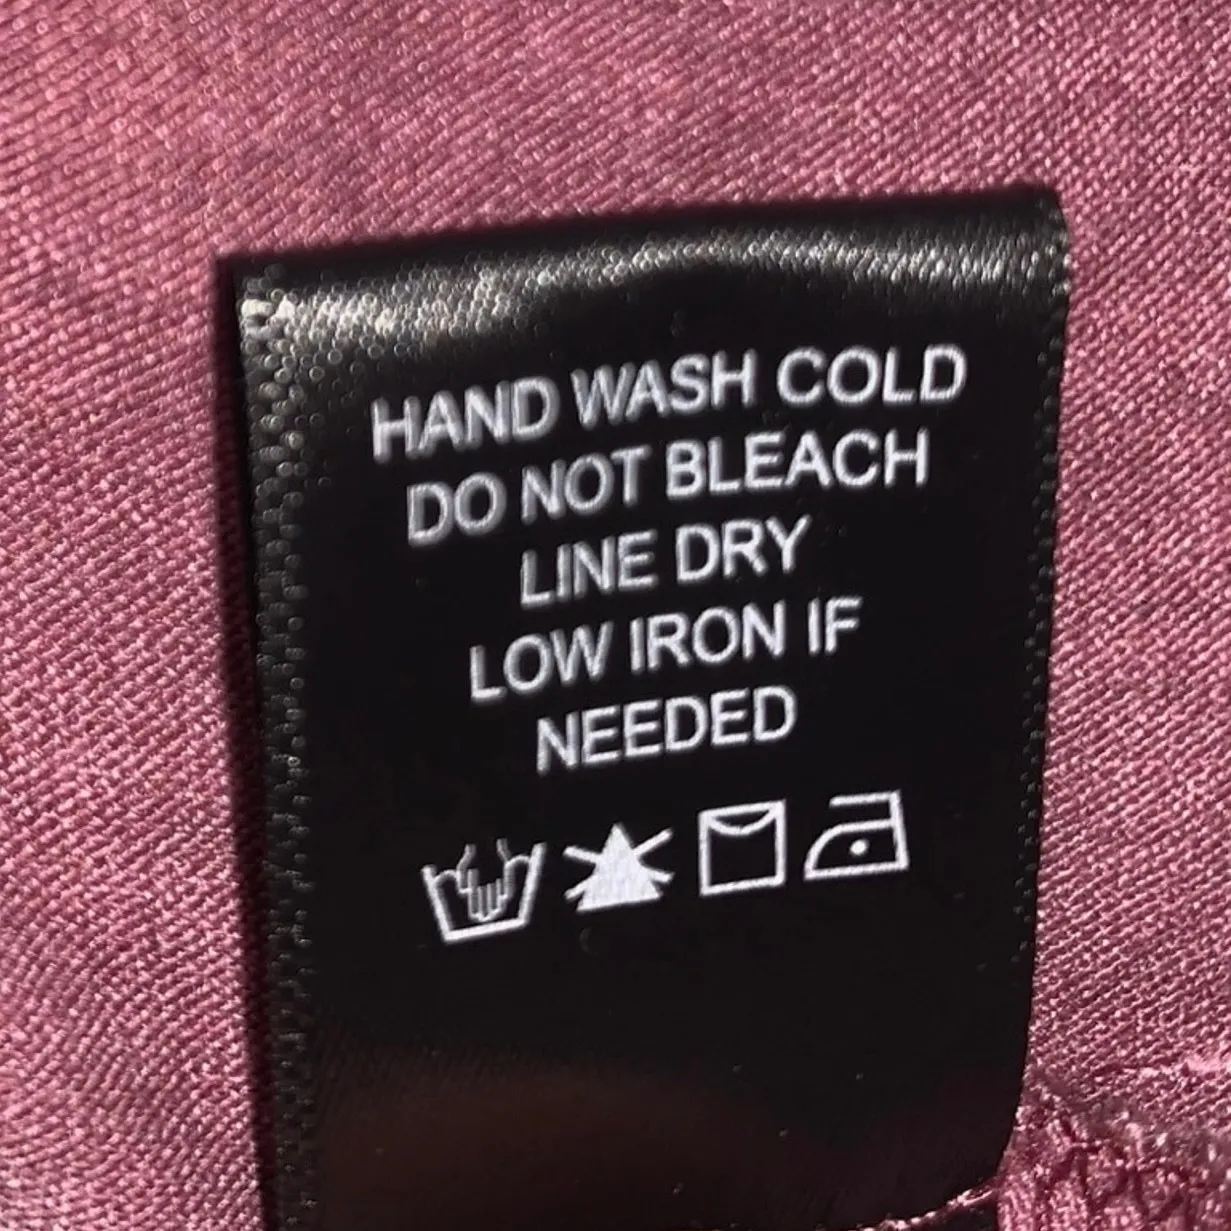 HAND WASH COLD
DO NOT BLEACH
LINE DRY
LOW IRON IF
NEEDED